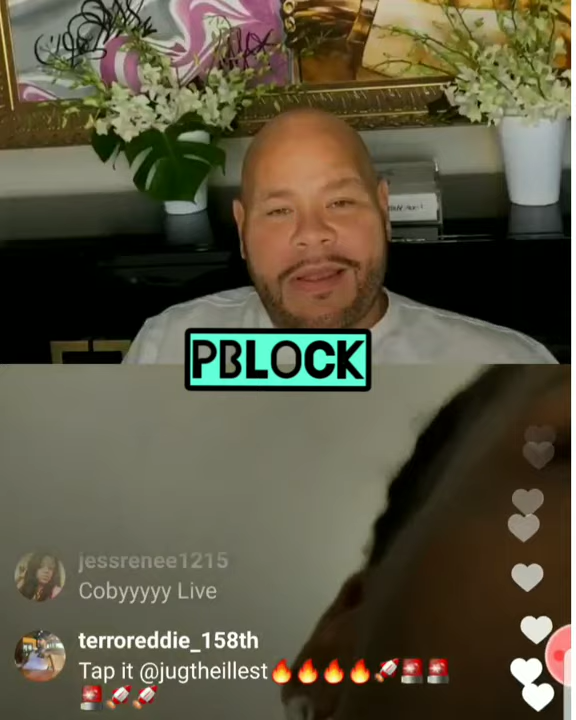 PBLOCK
jessrenee1215
Cobyyyyy Live
terroreddie_158th
Tap it @jugtheillest🔥🔥🔥🔥🚀🚨🚨
🚨🚀🚀